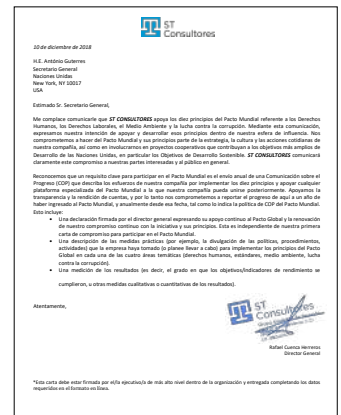 ST
Consultores
10 de diciembre de 2018
H.E. António Guterres
Secretario General
Naciones Unidas
New York, NY 10017
USA
Estimado Sr. Secretario General,
Me complace comunicarle que ST CONSULTORES apoya los diez principios del Pacto Mundial referente a los Derechos
Humanos, los Derechos Laborales, el Medio Ambiente y la lucha contra la corrupción. Mediante esta comunicación,
expresamos nuestra intención de apoyar y desarrollar esos principios dentro de nuestra esfera de influencia. Nos
comprometemos a hacer del Pacto Mundial y sus principios parte de la estrategia, la cultura y las acciones cotidianas de
nuestra compañía, así como en involucrarnos en proyectos cooperativos que contribuyan a los objetivos más amplios de
Desarrollo de las Naciones Unidas, en particular los Objetivos de Desarrollo Sostenible. ST CONSULTORES comunicará
claramente este compromiso a nuestras partes interesadas y al público en general.
Reconocemos que un requisito clave para participar en el Pacto Mundial es el envío anual de una Comunicación sobre el
Progreso (COP) que describa los esfuerzos de nuestra compañía por implementar los diez principios y apoyar cualquier
plataforma especializada del Pacto Mundial a la que nuestra compañía pueda unirse posteriormente. Apoyamos la
transparencia y la rendición de cuentas, y por lo tanto nos comprometemos a reportar el progreso aquí a un año de
haber ingresado al Pacto Mundial, y anualmente desde esa fecha, tal como lo indica la política de COP del Pacto Mundial.
Esto incluye:
• Una declaración firmada por el director general expresando su apoyo continuo al Pacto Global y la renovación
de nuestro compromiso continuo con la iniciativa y sus principios. Esta es independiente de nuestra primera
carta de compromiso para participar en el Pacto Mundial.
• Una descripción de las medidas prácticas (por ejemplo, la divulgación de las políticas, procedimientos,
actividades) que la empresa haya tomado (o planee llevar a cabo) para implementar los principios del Pacto
Global en cada una de las cuatro áreas temáticas (derechos humanos, estándares, medio ambiente, lucha
contra la corrupción).
• Una medición de los resultados (es decir, el grado en que los objetivos/indicadores de rendimiento se
cumplieron, u otras medidas cualitativas o cuantitativas de los resultados).
Atentamente,
ST
Consultores
Rafael Cuenca Herreros
Director General
*Esta carta debe estar firmada por el/la ejecutivo/a de más alto nivel dentro de la organización y entregada completando los datos
requeridos en el formato en línea.